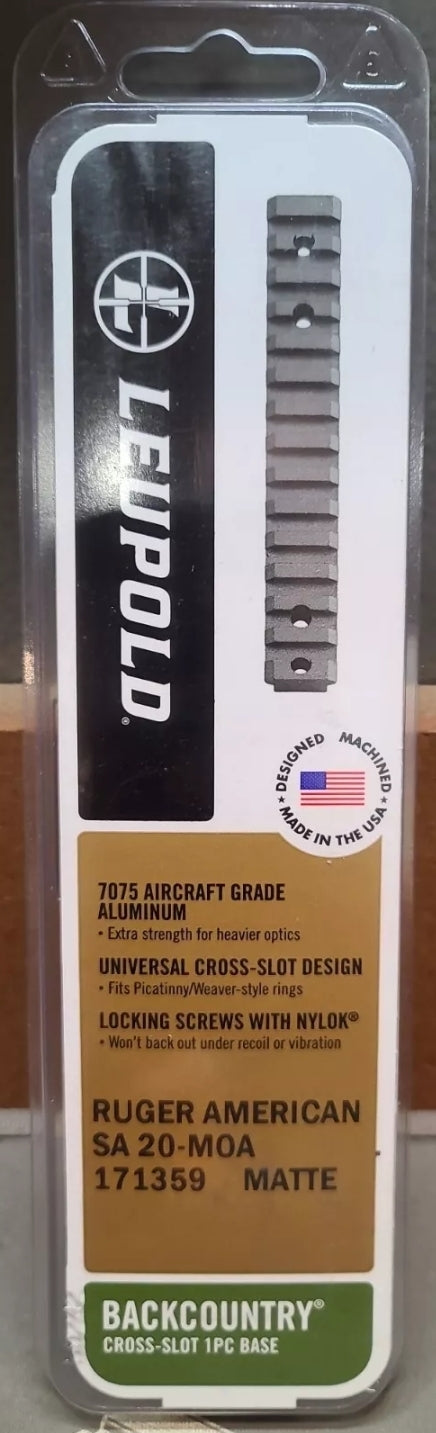 LEUPOLD®
DESIGNED MACHINED
★ MADE IN THE USA ★
7075 AIRCRAFT GRADE
ALUMINUM
• Extra strength for heavier optics
UNIVERSAL CROSS-SLOT DESIGN
• Fits Picatinny/Weaver-style rings
LOCKING SCREWS WITH NYLOK®
• Won't back out under recoil or vibration
RUGER AMERICAN
SA 20-MOA
171359 MATTE
BACKCOUNTRY®
CROSS-SLOT 1PC BASE